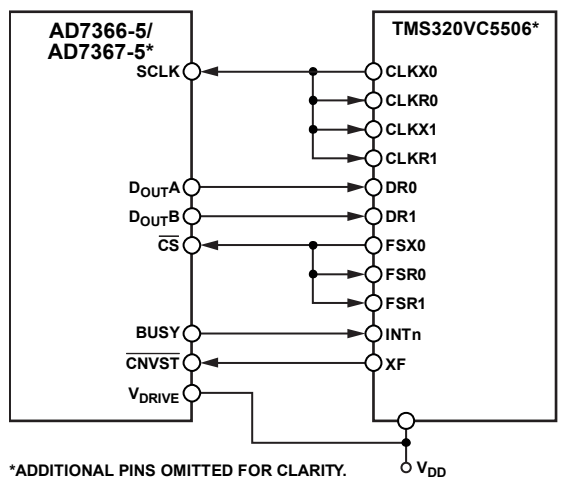 AD7366-5/
AD7367-5*
TMS320VC5506*
SCLK
CLKX0
CLKR0
CLKX1
CLKR1
DOUTA
DR0
DOUTB
DR1
CS
FSX0
FSR0
FSR1
BUSY
INTn
CNVST
XF
VDRIVE
*ADDITIONAL PINS OMITTED FOR CLARITY.
VDD